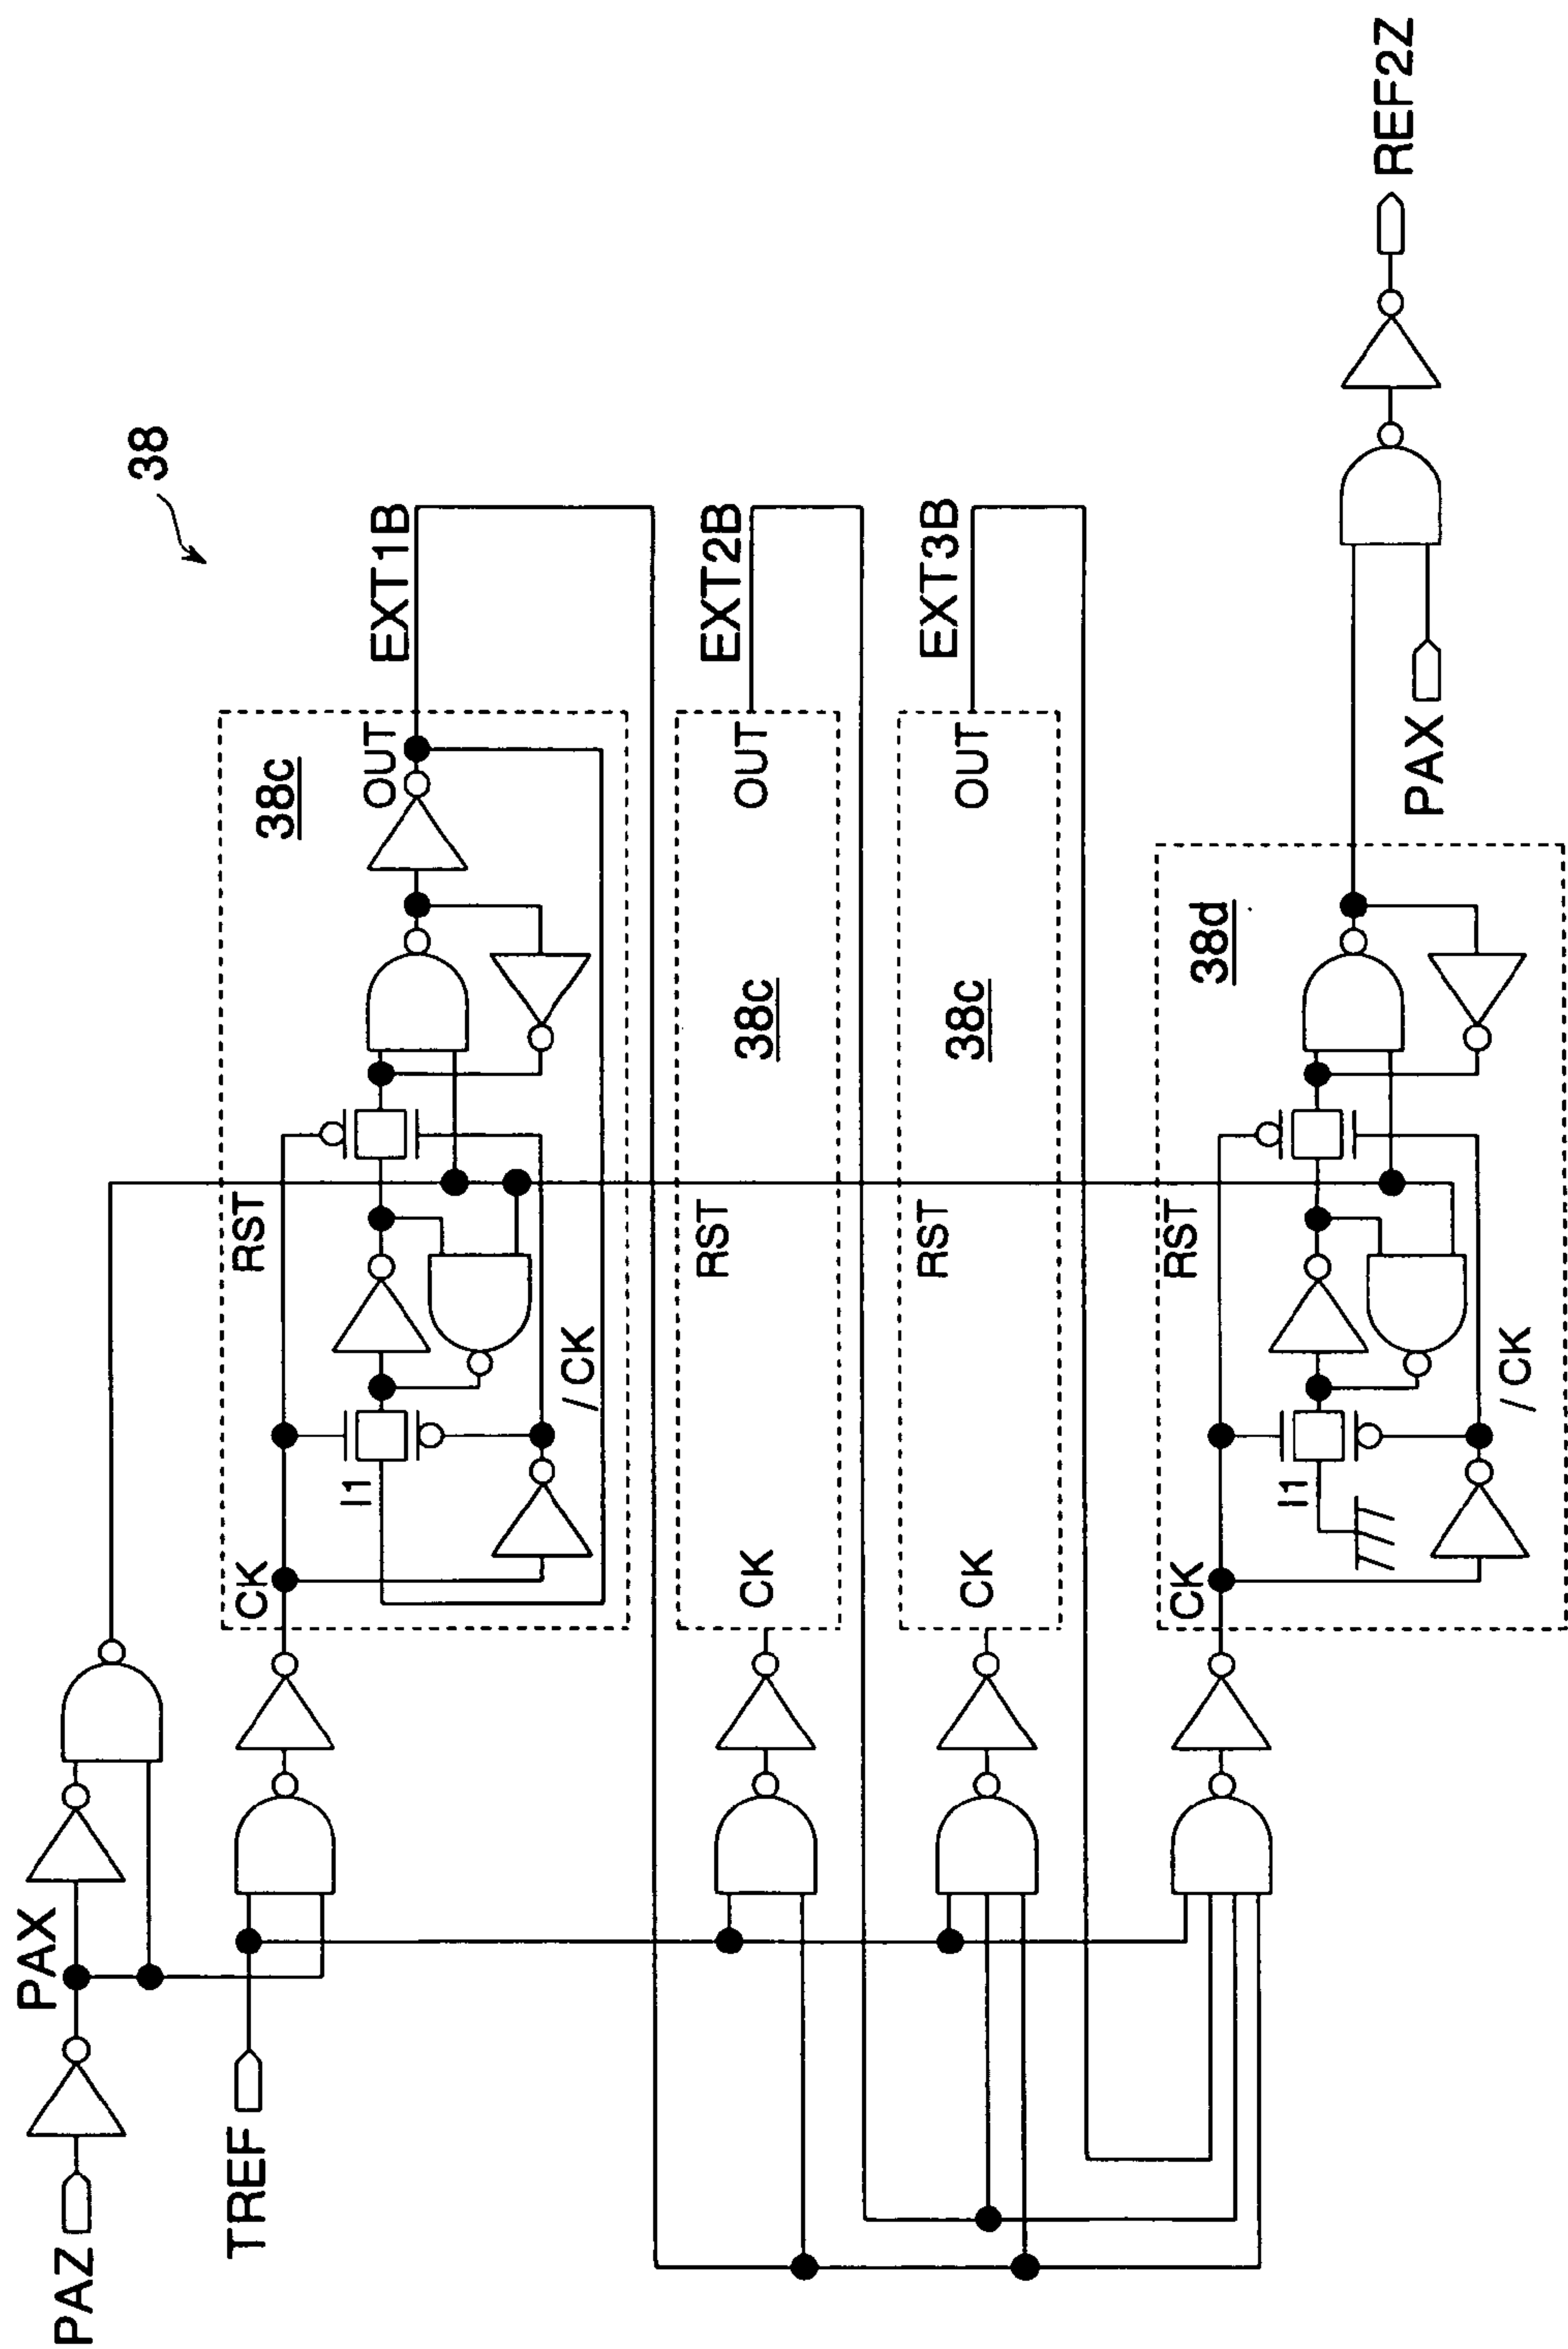 38
PAZ
PAX
TREF
CK
I1
/ CK
RST
38c
OUT
EXT1B
CK
RST
38c
OUT
EXT2B
CK
RST
38c
OUT
EXT3B
CK
I1
/ CK
RST
38d
PAX
REF2Z